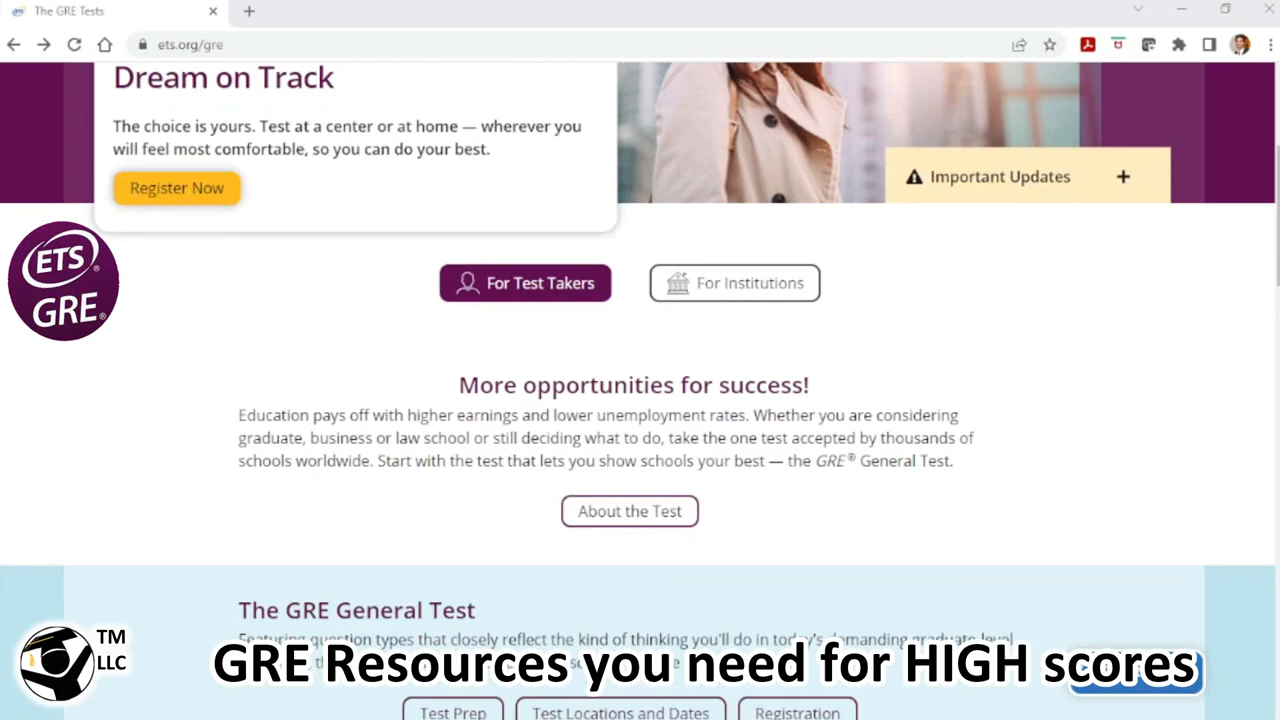 The GRE Tests
ets.org/gre
Dream on Track
The choice is yours. Test at a center or at home — wherever you
will feel most comfortable, so you can do your best.
Register Now
Important Updates +
ETS®
GRE®
For Test Takers
For Institutions
More opportunities for success!
Education pays off with higher earnings and lower unemployment rates. Whether you are considering
graduate, business or law school or still deciding what to do, take the one test accepted by thousands of
schools worldwide. Start with the test that lets you show schools your best — the GRE® General Test.
About the Test
The GRE General Test
Featuring question types that closely reflect the kind of thinking you'll do in today's demanding graduate-level
TM
LLC
GRE Resources you need for HIGH scores
Test Prep
Test Locations and Dates
Registration